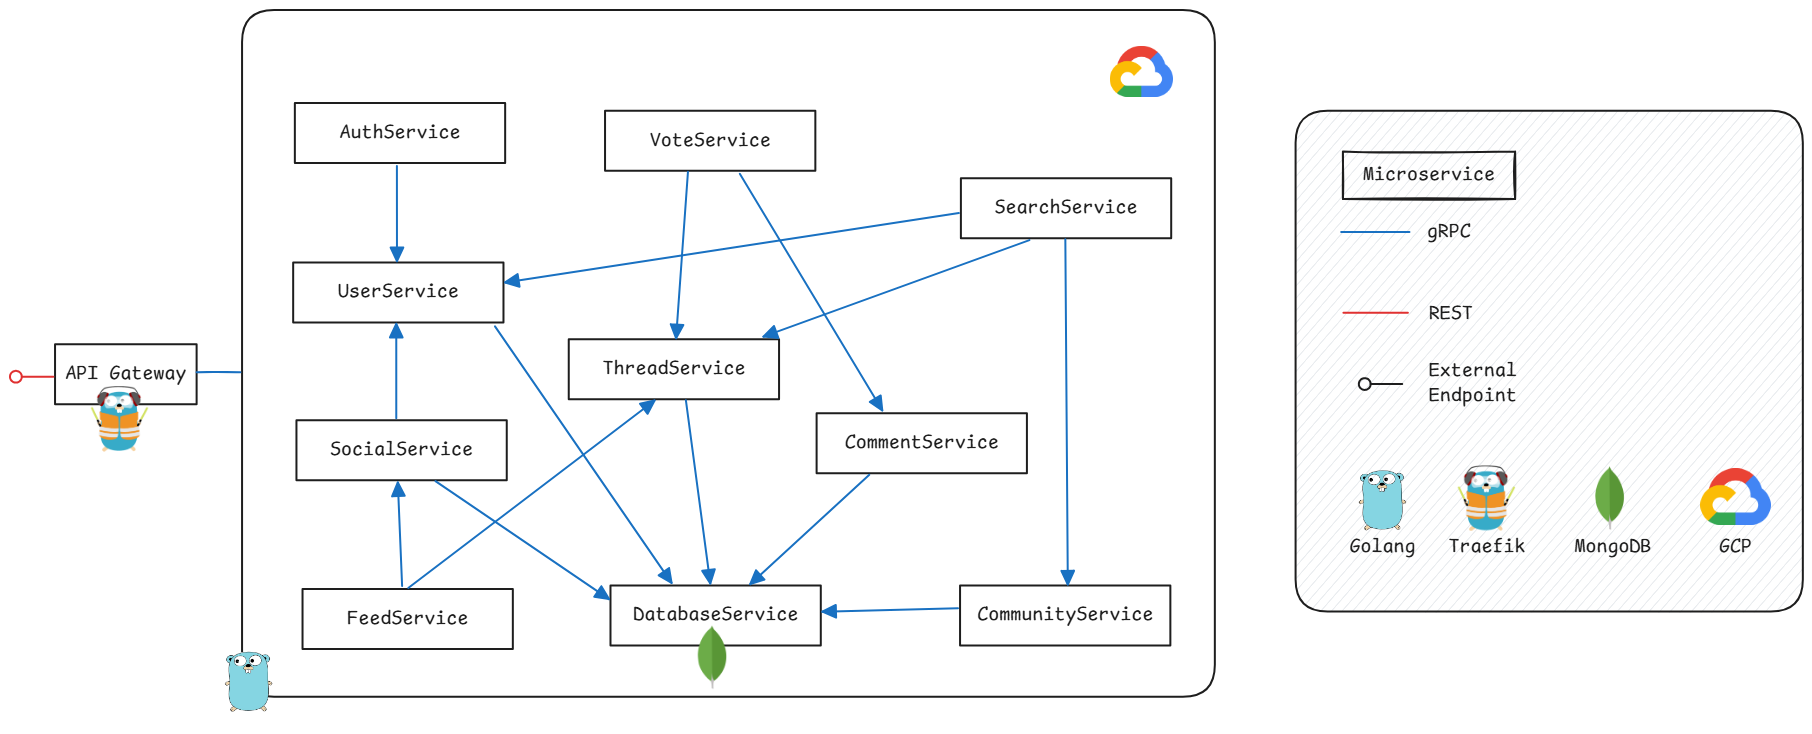 AuthService
VoteService
SearchService
UserService
ThreadService
API Gateway
SocialService
CommentService
FeedService
DatabaseService
CommunityService
Microservice
gRPC
REST
External
Endpoint
Golang
Traefik
MongoDB
GCP